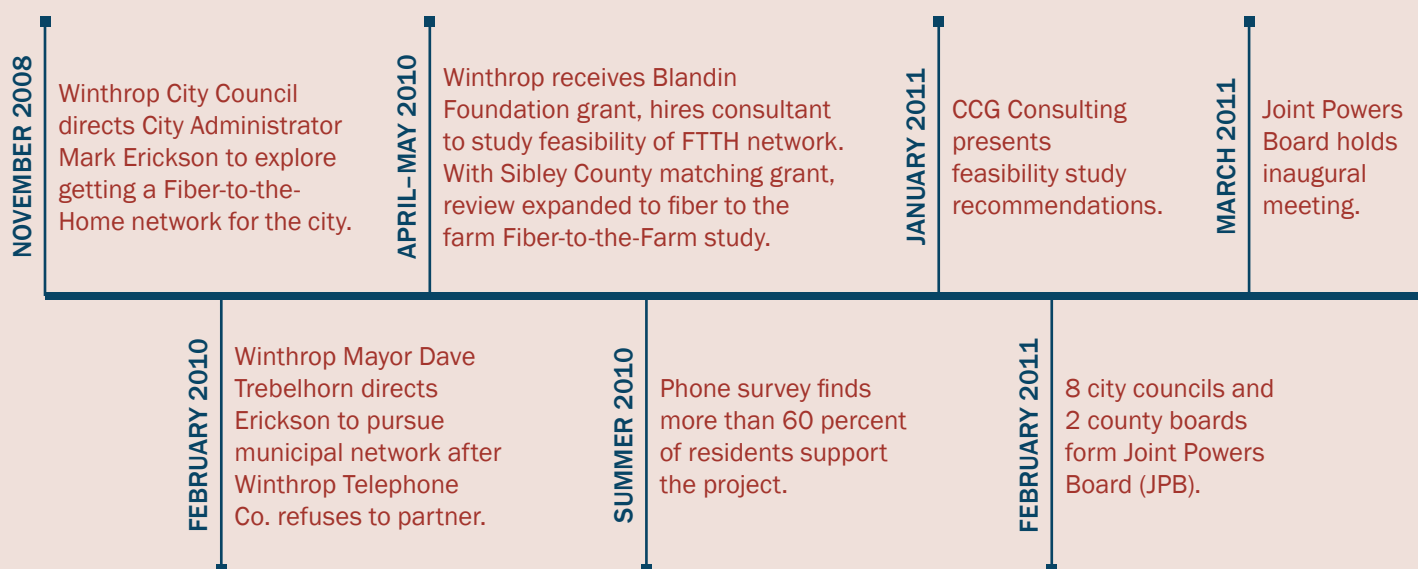 NOVEMBER 2008
Winthrop City Council
directs City Administrator
Mark Erickson to explore
getting a Fiber-to-the-
Home network for the city.
FEBRUARY 2010
Winthrop Mayor Dave
Trebelhorn directs
Erickson to pursue
municipal network after
Winthrop Telephone
Co. refuses to partner.
APRIL–MAY 2010
Winthrop receives Blandin
Foundation grant, hires consultant
to study feasibility of FTTH network.
With Sibley County matching grant,
review expanded to fiber to the
farm Fiber-to-the-Farm study.
SUMMER 2010
Phone survey finds
more than 60 percent
of residents support
the project.
JANUARY 2011
CCG Consulting
presents
feasibility study
recommendations.
FEBRUARY 2011
8 city councils and
2 county boards
form Joint Powers
Board (JPB).
MARCH 2011
Joint Powers
Board holds
inaugural
meeting.